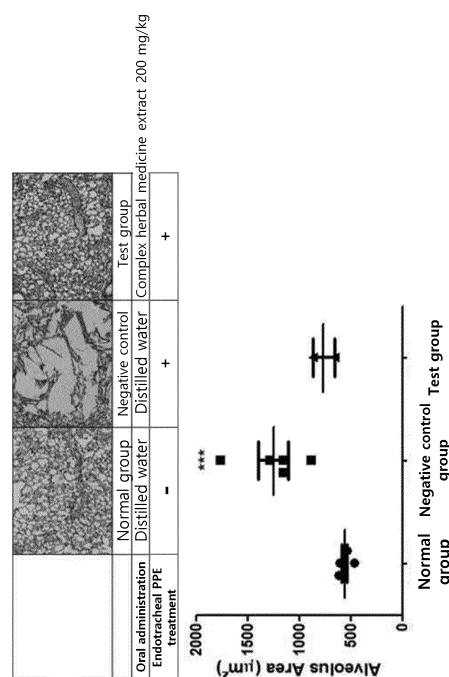 Normal group
Negative control
Test group
Oral administration
Distilled water
Distilled water
Complex herbal medicine extract 200 mg/kg
Endotracheal PPE
treatment
-
+
+
2000
1500
1000
500
0
Alveolus Area (μm²)
***
Normal
group
Negative control
group
Test group